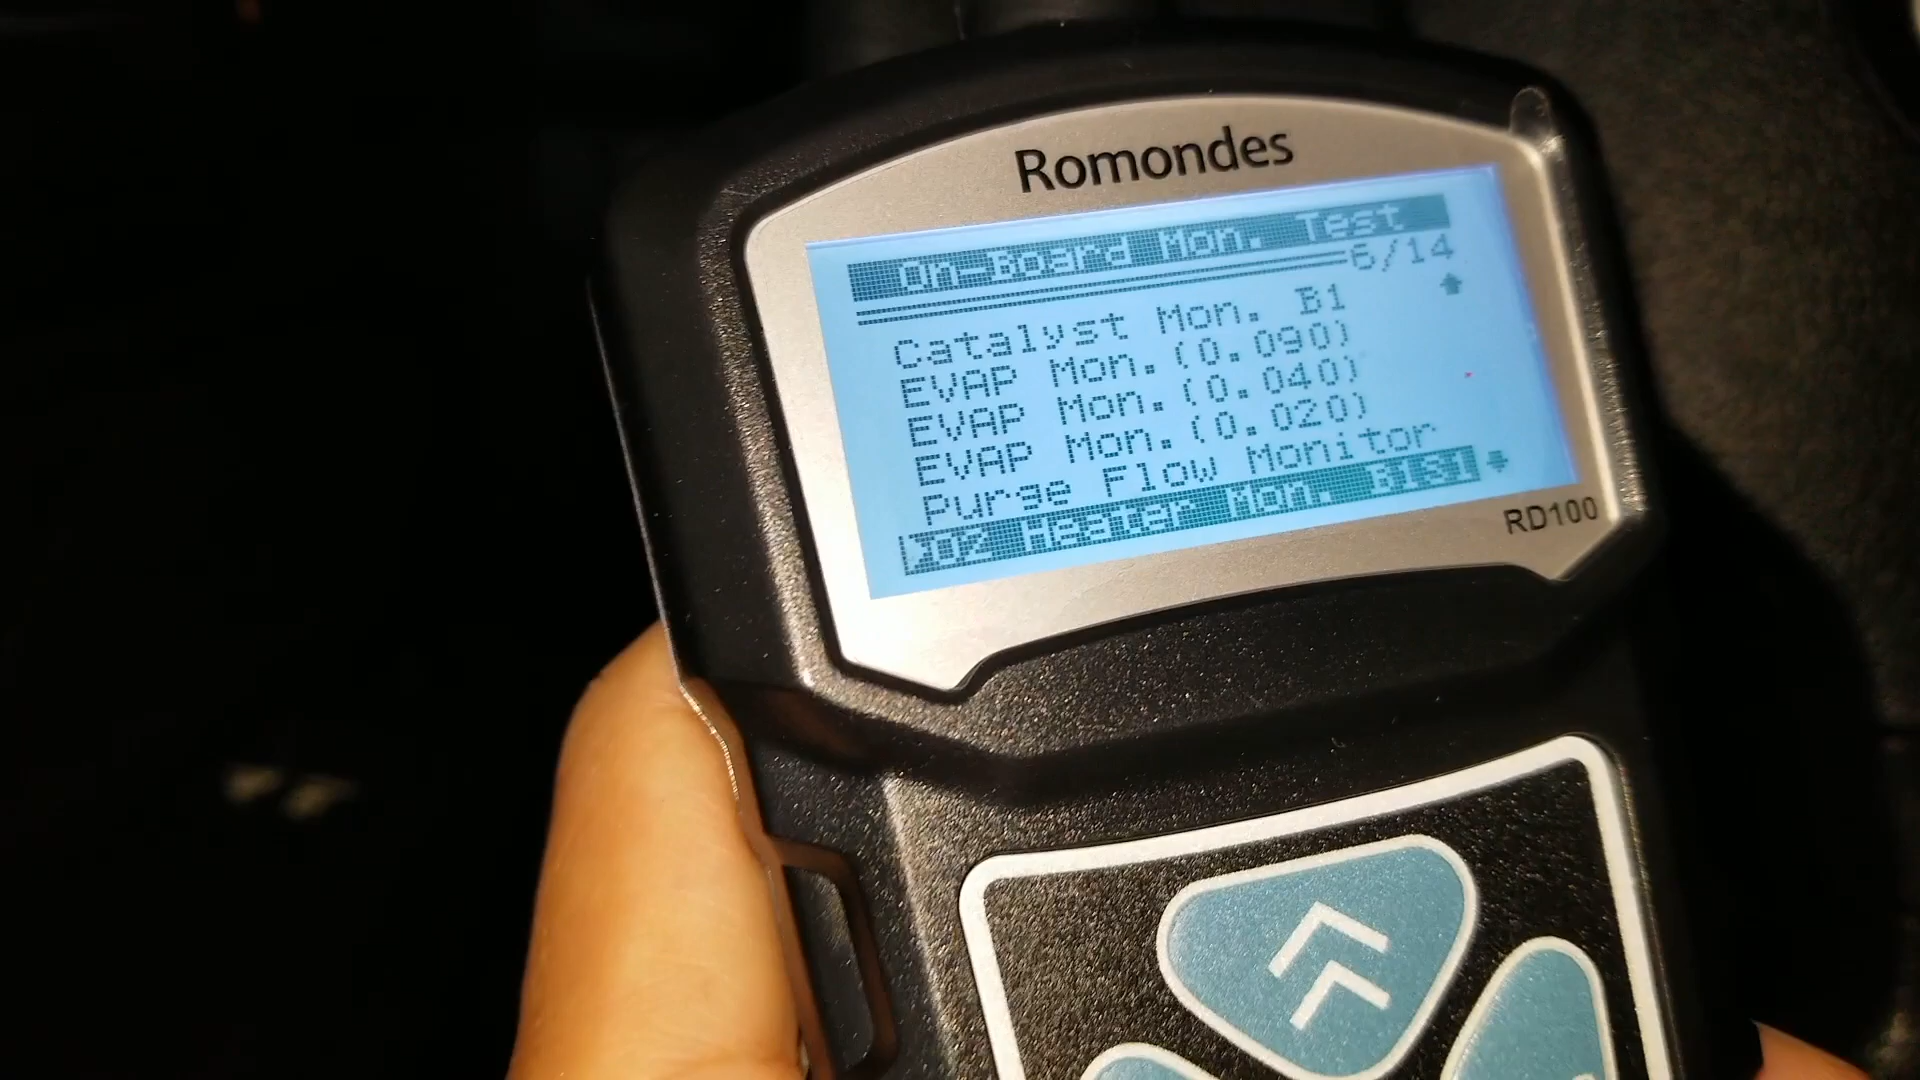 Romondes
On-Board Mon. Test
6/14
Catalyst Mon. B1
EVAP Mon.(0.090)
EVAP Mon.(0.040)
EVAP Mon.(0.020)
Purge Flow Monitor
O2 Heater Mon. B1S1
RD100